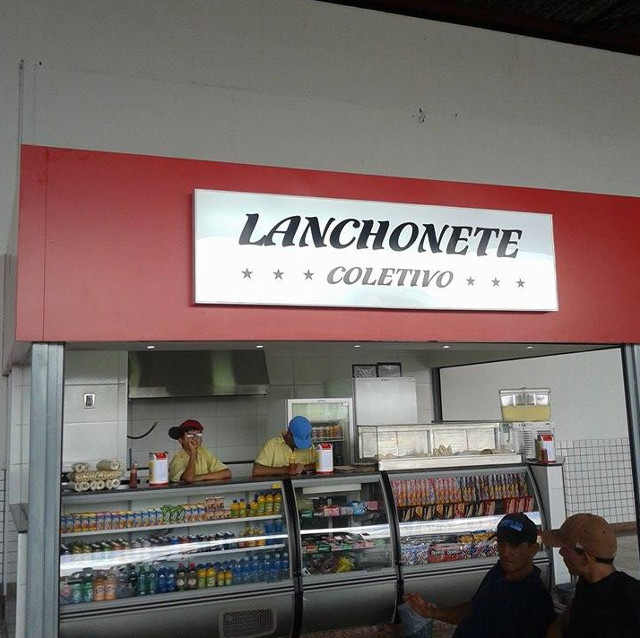 LANCHONETE
★ ★ ★ COLETIVO ★ ★ ★